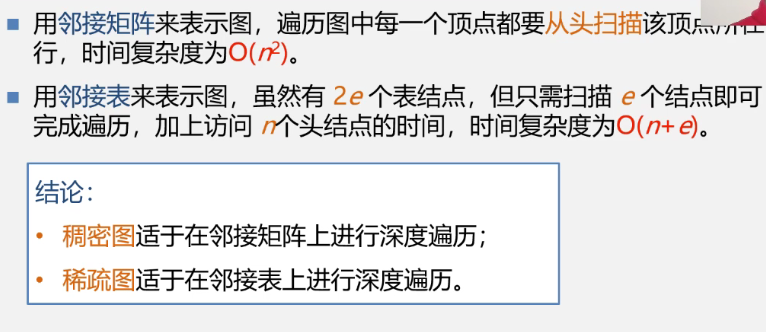 用邻接矩阵来表示图，遍历图中每一个顶点都要从头扫描该顶点所在
行，时间复杂度为O(n²)。
用邻接表来表示图，虽然有 2e 个表结点，但只需扫描 e 个结点即可
完成遍历，加上访问 n个头结点的时间，时间复杂度为O(n+e)。
结论：
• 稠密图适于在邻接矩阵上进行深度遍历；
• 稀疏图适于在邻接表上进行深度遍历。